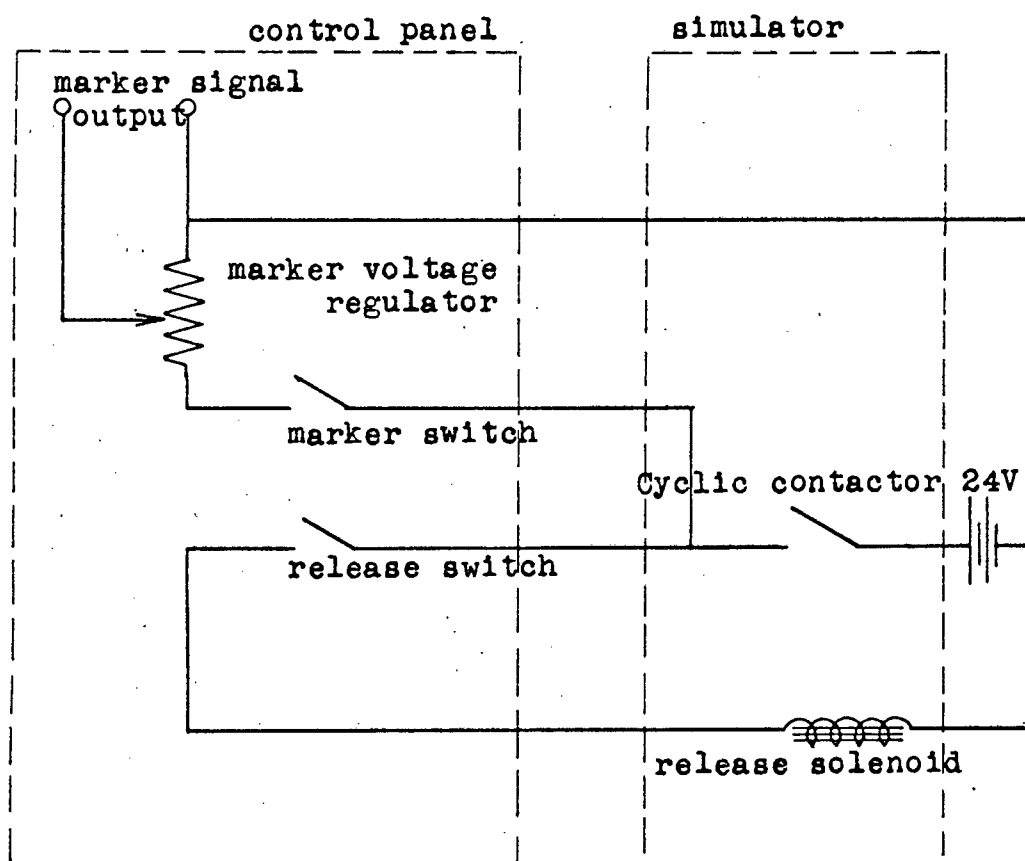 control panel
simulator
marker signal
output
marker voltage
regulator
marker switch
Cyclic contactor 24V
release switch
release solenoid